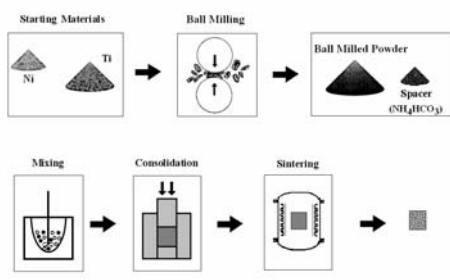 Starting Materials
Ball Milling
Ni
Ti
Ball Milled Powder
Spacer
(NH4HCO3)
Mixing
Consolidation
Sintering